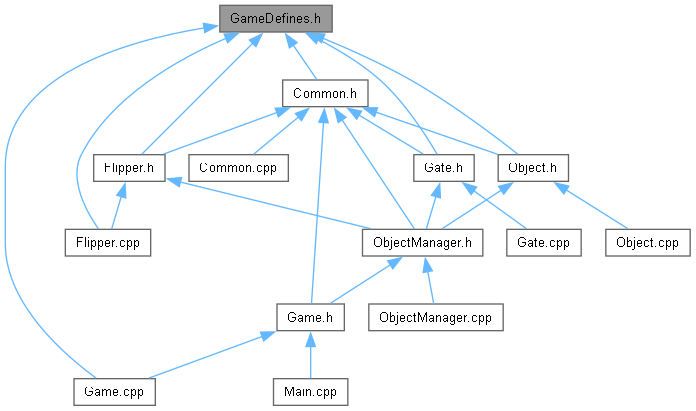 GameDefines.h
Common.h
Flipper.h
Common.cpp
Gate.h
Object.h
Flipper.cpp
ObjectManager.h
Gate.cpp
Object.cpp
Game.h
ObjectManager.cpp
Game.cpp
Main.cpp